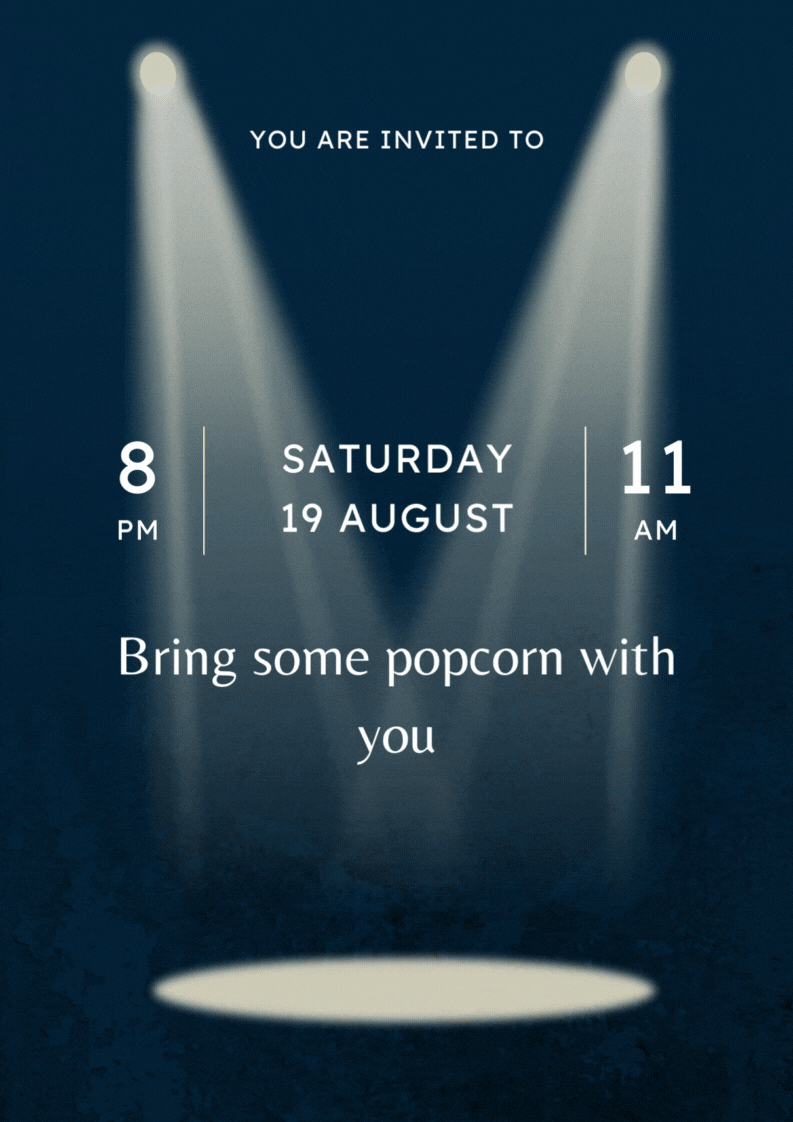 YOU ARE INVITED TO
8
PM
SATURDAY
19 AUGUST
11
AM
Bring some popcorn with
you